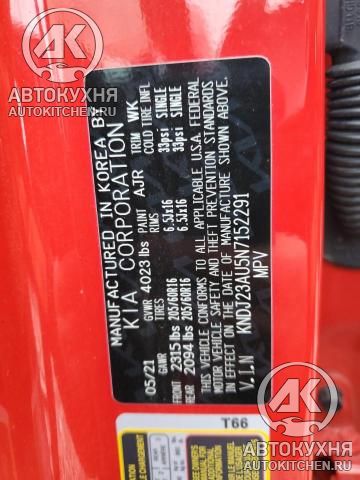 АК
АВТОКУХНЯ
AUTOKITCHEN.RU
MANUFACTURED IN KOREA BY
KIA CORPORATION
05/21 GVWR 4023 lbs PAINT AJR TRIM WK
GAWR TIRES RIMS COLD TIRE INFL
FRONT 2315 lbs 205/60R16 6.5Jx16 33psi SINGLE
REAR 2094 lbs 205/60R16 6.5Jx16 33psi SINGLE
THIS VEHICLE CONFORMS TO ALL APPLICABLE U.S.A. FEDERAL
MOTOR VEHICLE SAFETY AND THEFT PREVENTION STANDARDS
IN EFFECT ON THE DATE OF MANUFACTURE SHOWN ABOVE.
V.I.N KNDJ23AU5N7152291
MPV
T66